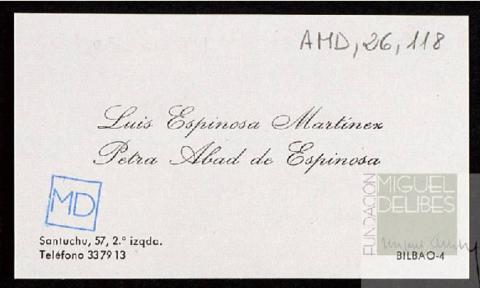 AMD, 26, 118
Luis Espinosa Martínez
Petra Abad de Espinosa
MD
Santuchu, 57, 2.º izqda.
Teléfono 337913
FUNDACIÓN
MIGUEL
DELIBES
BILBAO-4